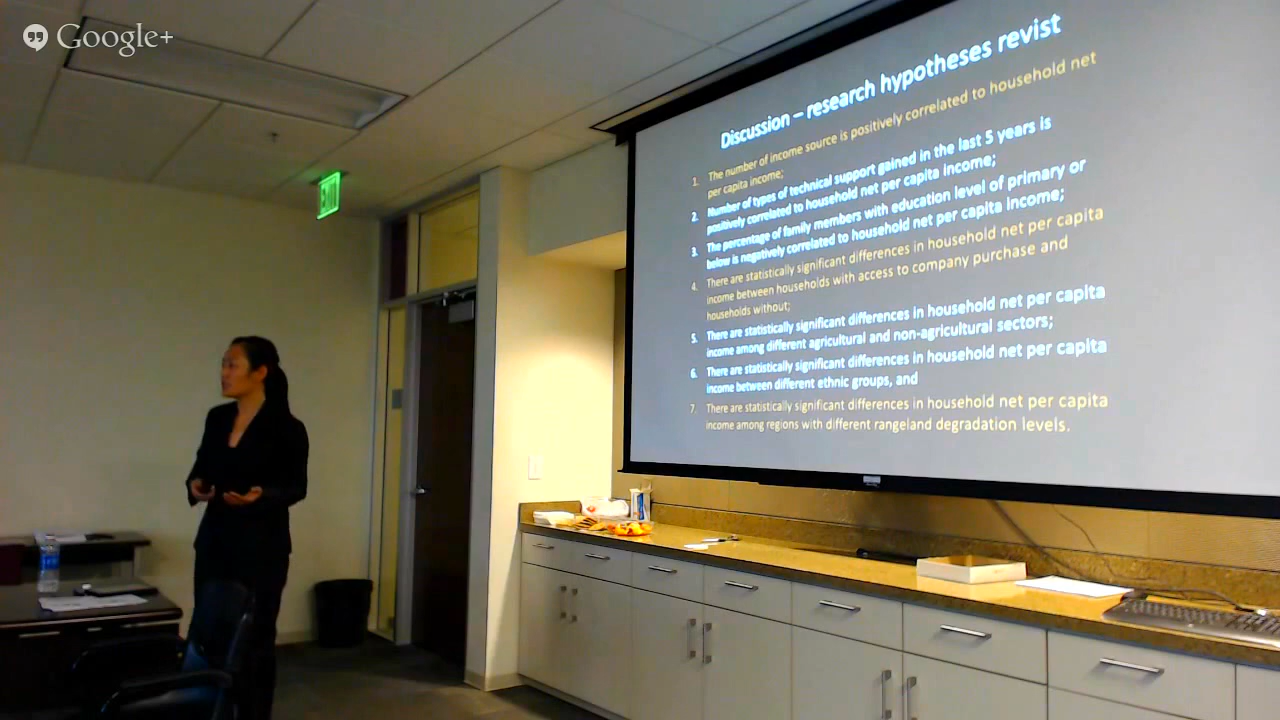 Google+
EXIT
Discussion – research hypotheses revist
1. The number of income source is positively correlated to household net
per capita income;
2. Number of types of technical support gained in the last 5 years is
positively correlated to household net per capita income;
3. The percentage of family members with education level of primary or
below is negatively correlated to household net per capita income;
4. There are statistically significant differences in household net per capita
income between households with access to company purchase and
households without;
5. There are statistically significant differences in household net per capita
income among different agricultural and non-agricultural sectors;
6. There are statistically significant differences in household net per capita
income between different ethnic groups, and
7. There are statistically significant differences in household net per capita
income among regions with different rangeland degradation levels.